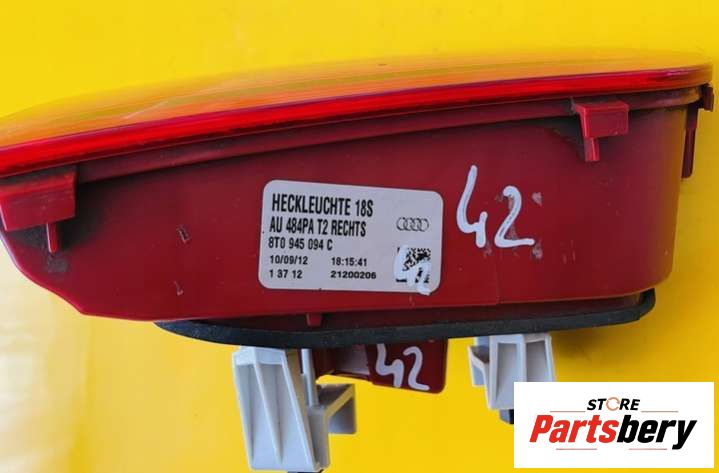 HECKLEUCHTE 18S
AU 484PA T2 RECHTS
8T0 945 094 C
10/09/12 18:15:41
1 37 12 21200206
42
42
STORE
Partsbery